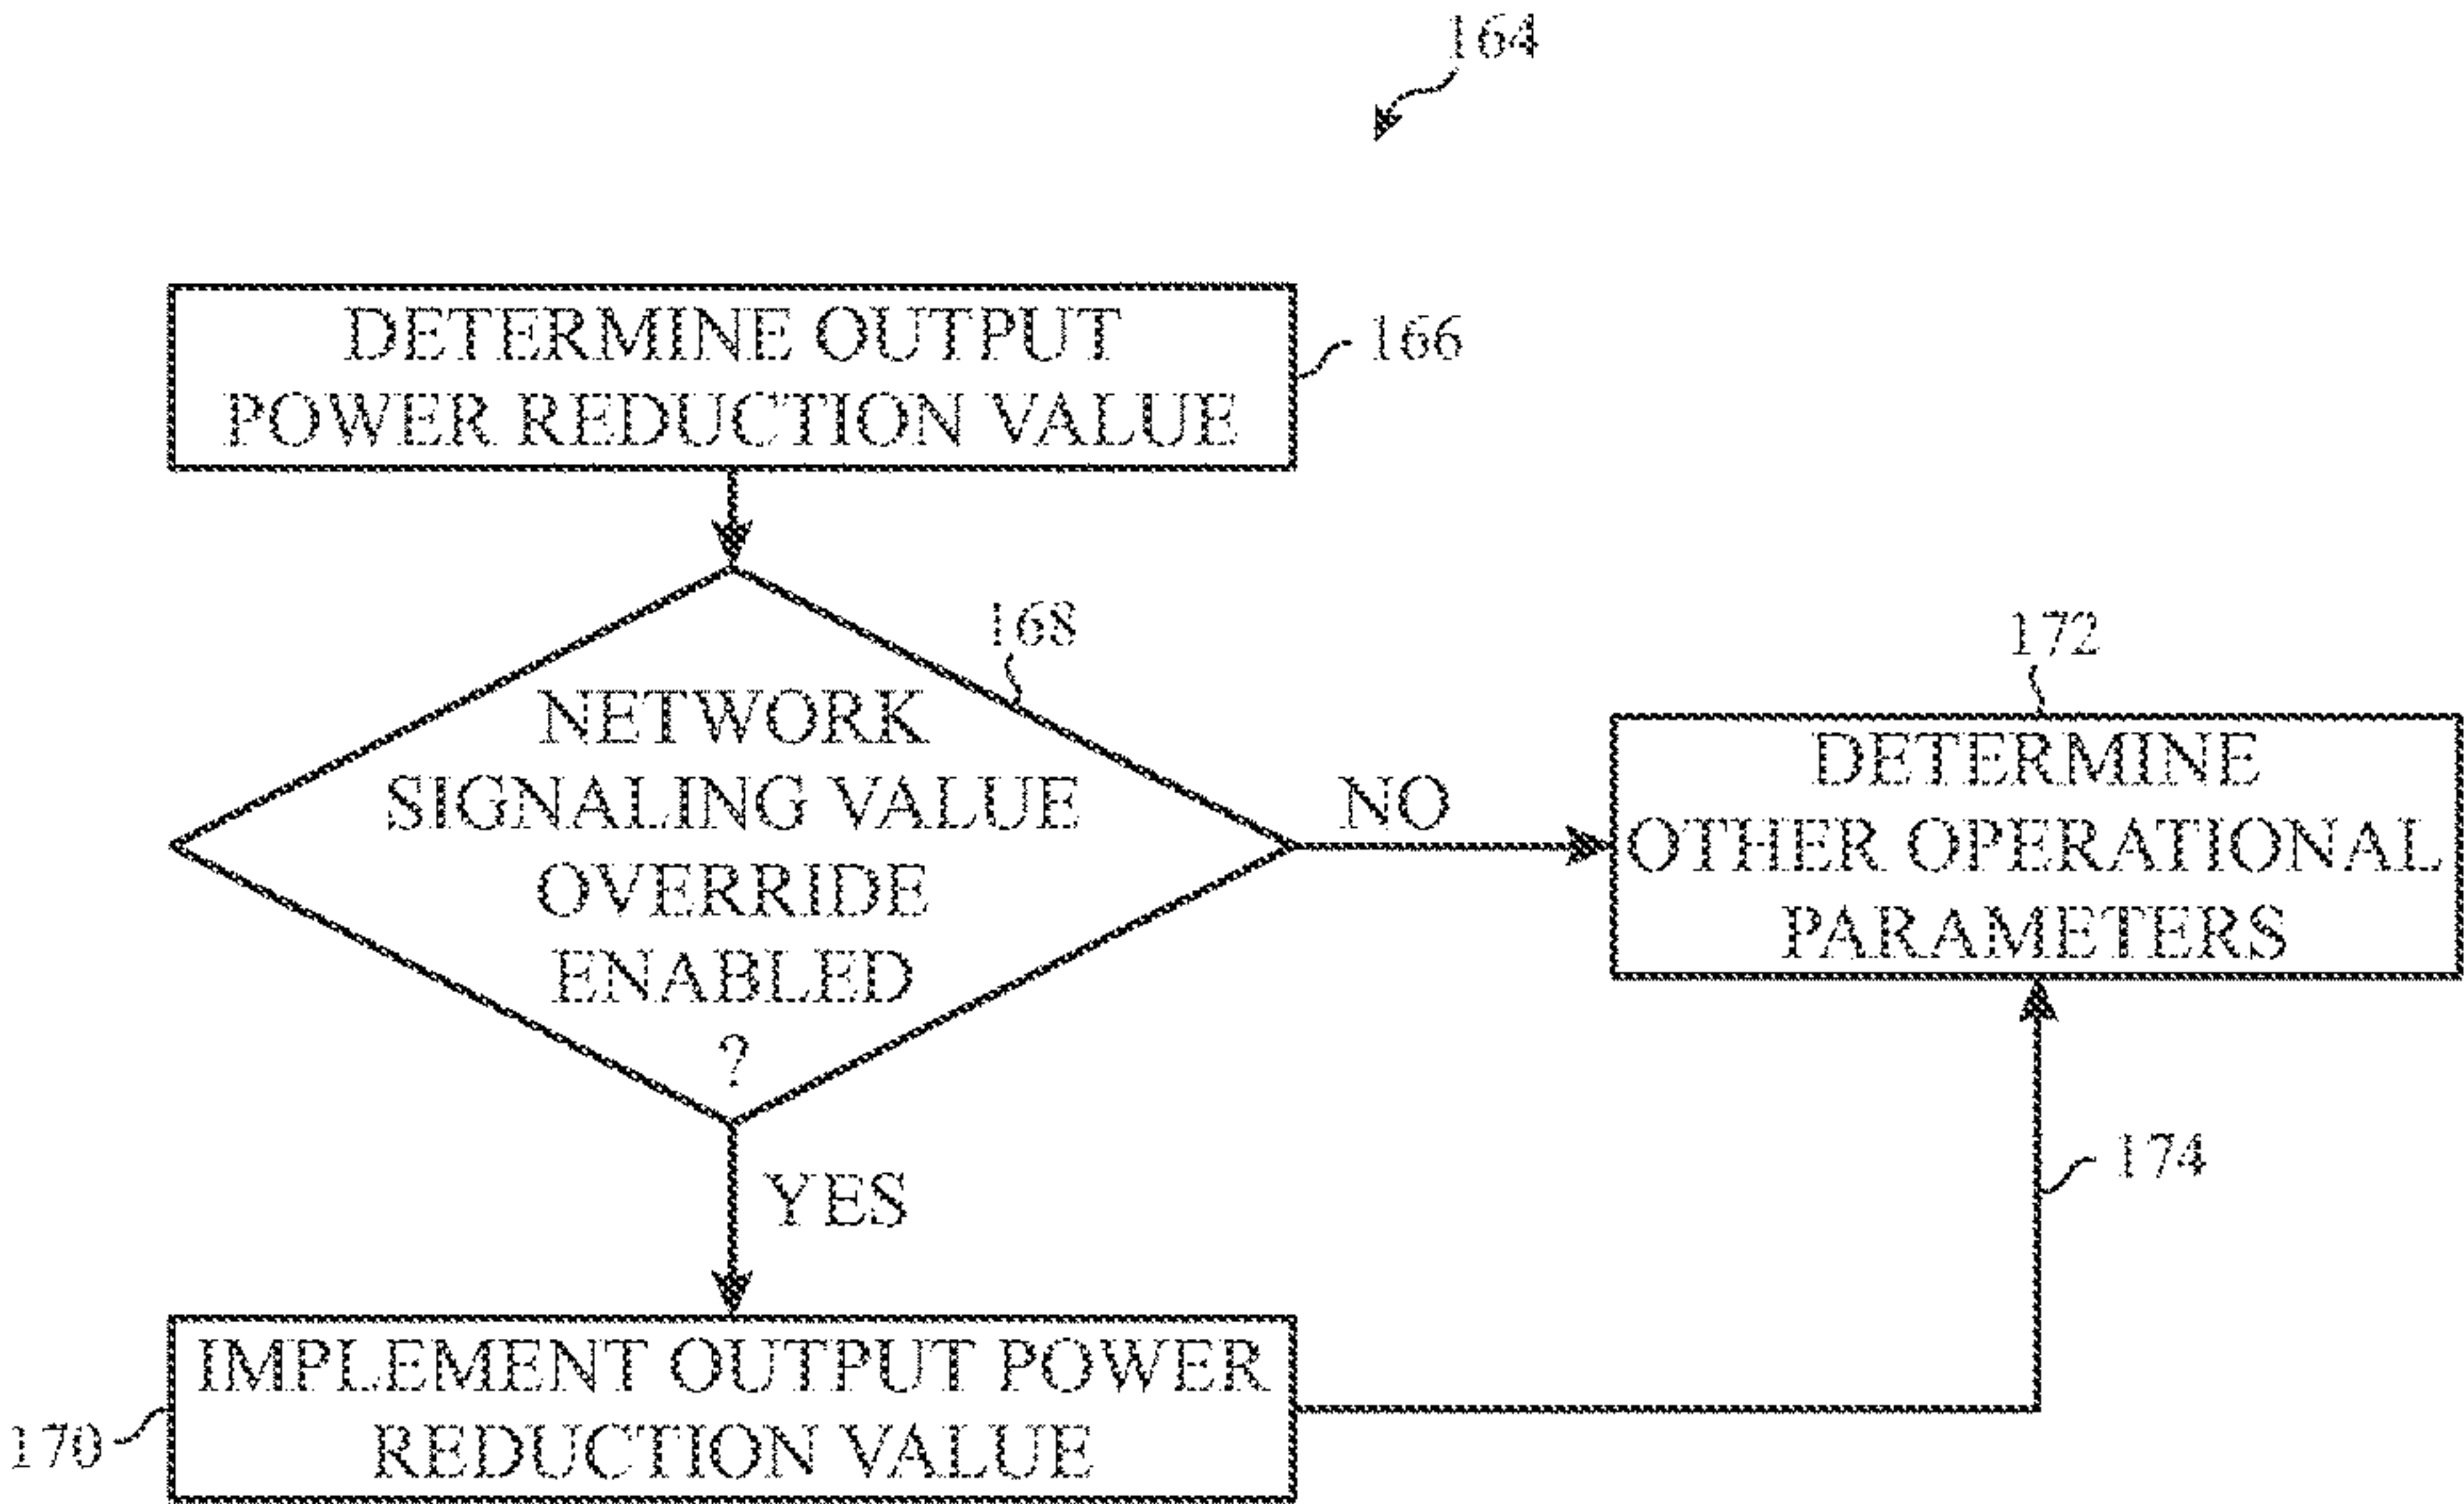 164
DETERMINE OUTPUT
POWER REDUCTION VALUE
166
168
NETWORK
SIGNALING VALUE
OVERRIDE
ENABLED
?
NO
172
DETERMINE
OTHER OPERATIONAL
PARAMETERS
174
YES
IMPLEMENT OUTPUT POWER
REDUCTION VALUE
170